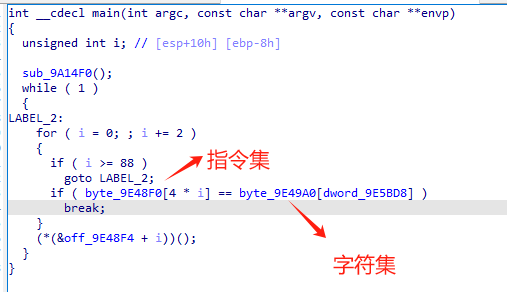 int __cdecl main(int argc, const char **argv, const char **envp)
{
unsigned int i; // [esp+10h] [ebp-8h]
sub_9A14F0();
while ( 1 )
{
LABEL_2:
for ( i = 0; ; i += 2 )
{
if ( i >= 88 )
goto LABEL_2;
指令集
if ( byte_9E48F0[4 * i] == byte_9E49A0[dword_9E5BD8] )
break;
}
(*(&off_9E48F4 + i))();
字符集
}
}